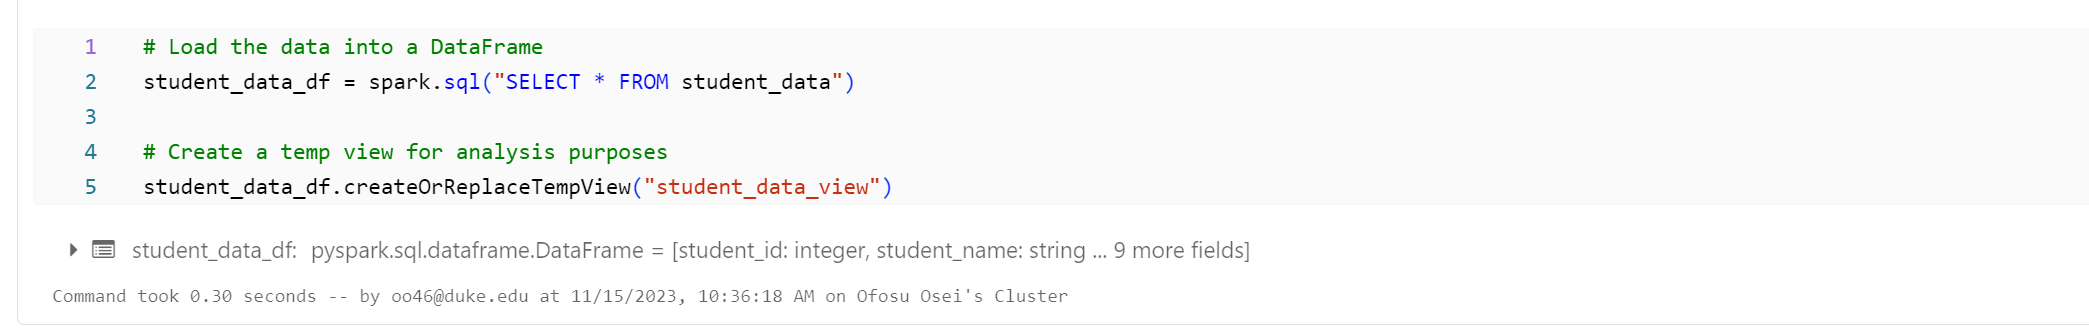 1 # Load the data into a DataFrame
2 student_data_df = spark.sql("SELECT * FROM student_data")
3
4 # Create a temp view for analysis purposes
5 student_data_df.createOrReplaceTempView("student_data_view")
student_data_df: pyspark.sql.dataframe.DataFrame = [student_id: integer, student_name: string ... 9 more fields]
Command took 0.30 seconds -- by oo46@duke.edu at 11/15/2023, 10:36:18 AM on Ofosu Osei's Cluster